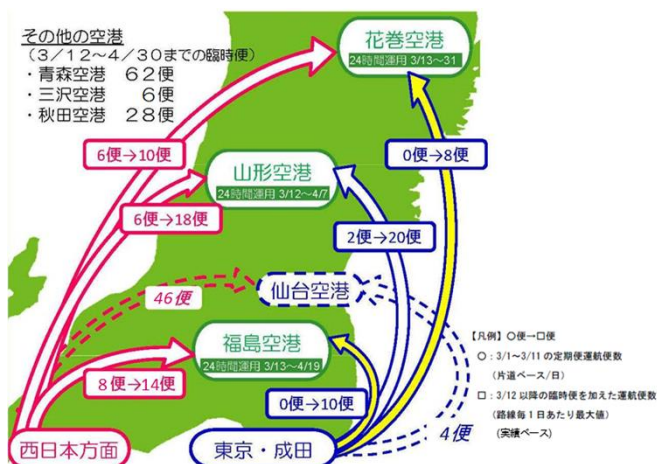 その他の空港
(3/12~4/30までの臨時便)
・青森空港 62便
・三沢空港 6便
・秋田空港 28便
花巻空港
24時間運用 3/13~31
6便→10便
0便→8便
山形空港
24時間運用 3/12~4/7
6便→18便
2便→20便
46便
仙台空港
福島空港
24時間運用 3/13~4/19
8便→14便
0便→10便
4便
西日本方面
東京・成田
【凡例】〇便→□便
〇:3/1~3/11の定期便運航便数
(片道ベース/日)
□:3/12以降の臨時便を加えた運航便数
(路線毎1日あたり最大値)
(実績ベース)